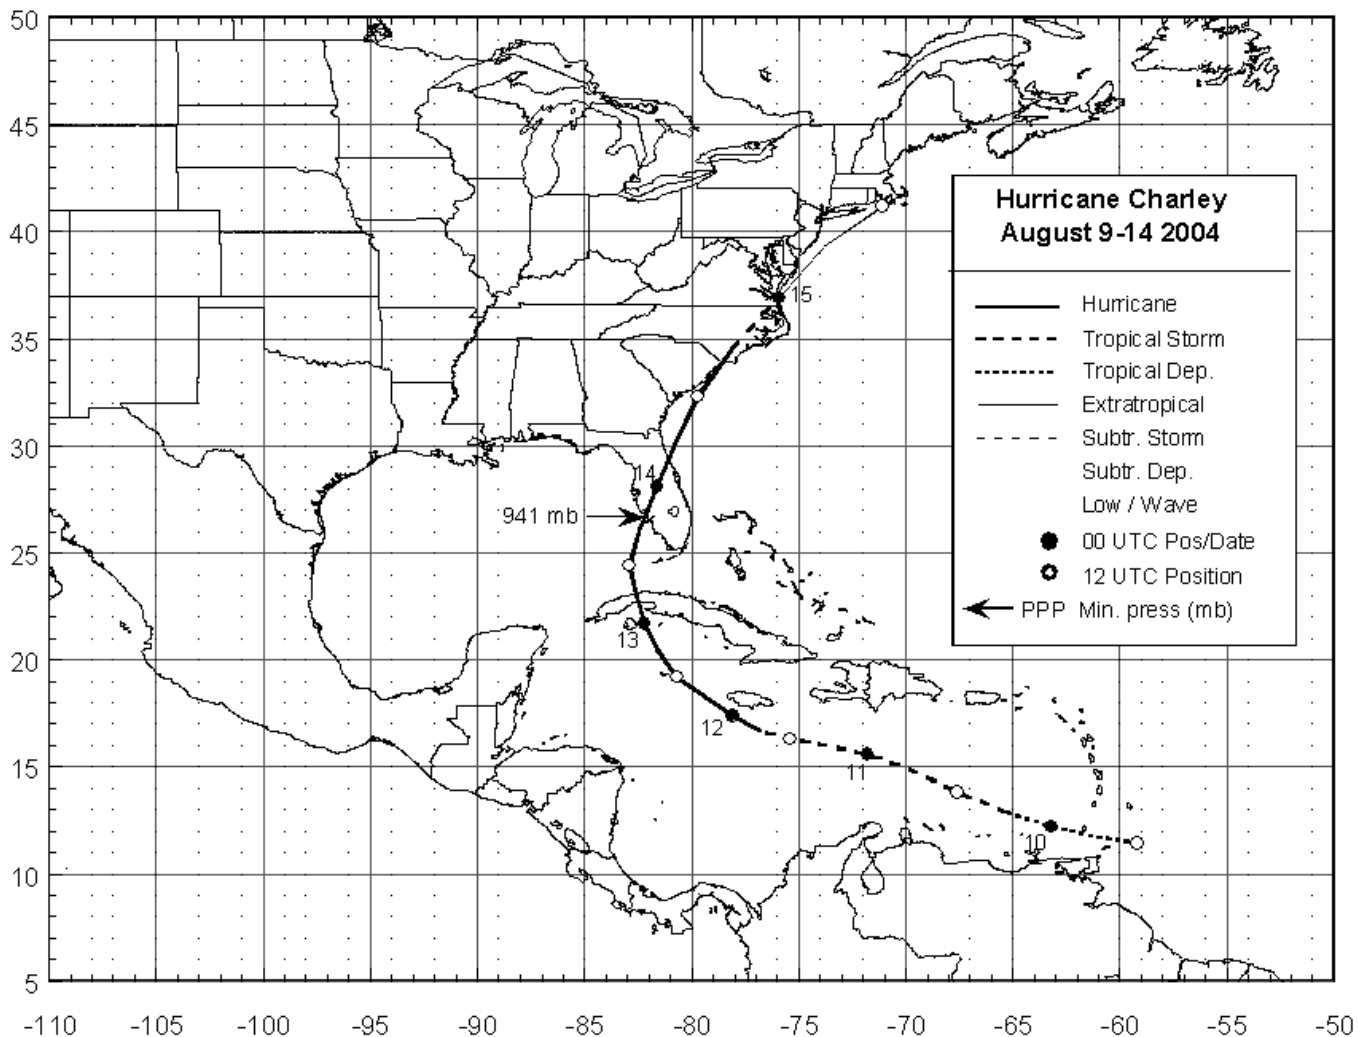 50
45
40
35
30
25
20
15
10
5
Hurricane Charley
August 9-14 2004
Hurricane
Tropical Storm
Tropical Dep.
Extratropical
Subtr. Storm
Subtr. Dep.
Low / Wave
00 UTC Pos/Date
12 UTC Position
PPP Min. press (mb)
15
14
941 mb
13
12
11
10
-110 -105 -100 -95 -90 -85 -80 -75 -70 -65 -60 -55 -50